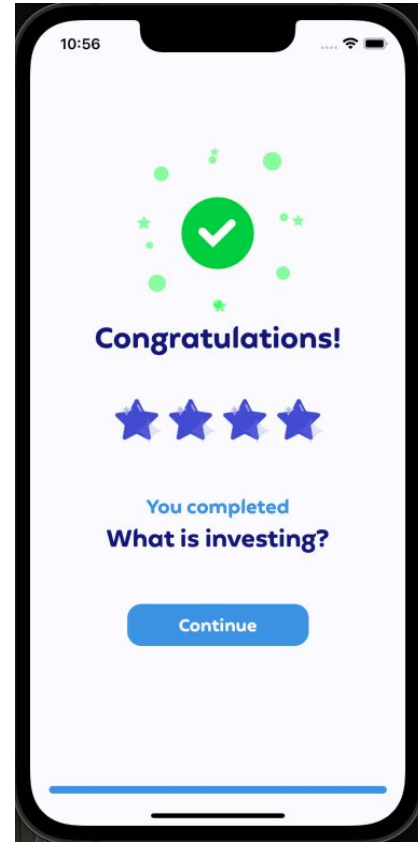 10:56
Congratulations!
You completed
What is investing?
Continue